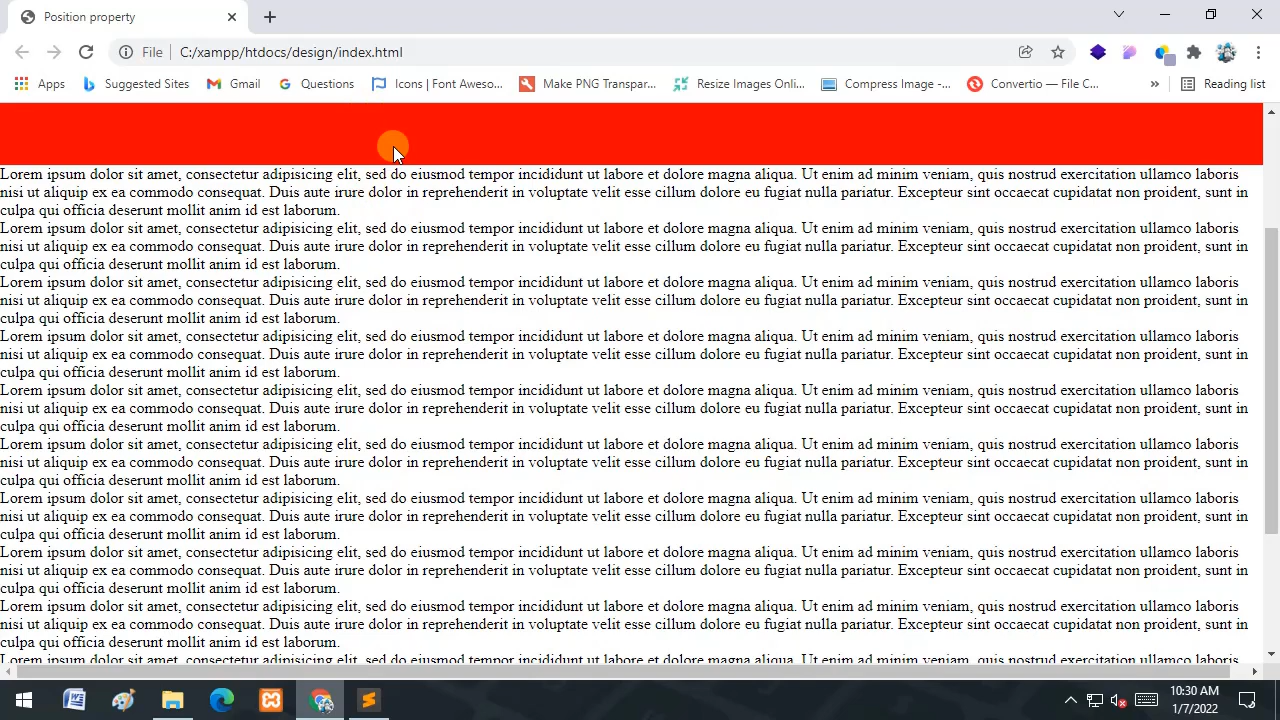 Position property
File
C:/xampp/htdocs/design/index.html
Apps
Suggested Sites
Gmail
Questions
Icons | Font Aweso...
Make PNG Transpar...
Resize Images Onli...
Compress Image -...
Convertio — File C...
»
Reading list
Lorem ipsum dolor sit amet, consectetur adipisicing elit, sed do eiusmod tempor incididunt ut labore et dolore magna aliqua. Ut enim ad minim veniam, quis nostrud exercitation ullamco laboris
nisi ut aliquip ex ea commodo consequat. Duis aute irure dolor in reprehenderit in voluptate velit esse cillum dolore eu fugiat nulla pariatur. Excepteur sint occaecat cupidatat non proident, sunt in
culpa qui officia deserunt mollit anim id est laborum.
Lorem ipsum dolor sit amet, consectetur adipisicing elit, sed do eiusmod tempor incididunt ut labore et dolore magna aliqua. Ut enim ad minim veniam, quis nostrud exercitation ullamco laboris
nisi ut aliquip ex ea commodo consequat. Duis aute irure dolor in reprehenderit in voluptate velit esse cillum dolore eu fugiat nulla pariatur. Excepteur sint occaecat cupidatat non proident, sunt in
culpa qui officia deserunt mollit anim id est laborum.
Lorem ipsum dolor sit amet, consectetur adipisicing elit, sed do eiusmod tempor incididunt ut labore et dolore magna aliqua. Ut enim ad minim veniam, quis nostrud exercitation ullamco laboris
nisi ut aliquip ex ea commodo consequat. Duis aute irure dolor in reprehenderit in voluptate velit esse cillum dolore eu fugiat nulla pariatur. Excepteur sint occaecat cupidatat non proident, sunt in
culpa qui officia deserunt mollit anim id est laborum.
Lorem ipsum dolor sit amet, consectetur adipisicing elit, sed do eiusmod tempor incididunt ut labore et dolore magna aliqua. Ut enim ad minim veniam, quis nostrud exercitation ullamco laboris
nisi ut aliquip ex ea commodo consequat. Duis aute irure dolor in reprehenderit in voluptate velit esse cillum dolore eu fugiat nulla pariatur. Excepteur sint occaecat cupidatat non proident, sunt in
culpa qui officia deserunt mollit anim id est laborum.
Lorem ipsum dolor sit amet, consectetur adipisicing elit, sed do eiusmod tempor incididunt ut labore et dolore magna aliqua. Ut enim ad minim veniam, quis nostrud exercitation ullamco laboris
nisi ut aliquip ex ea commodo consequat. Duis aute irure dolor in reprehenderit in voluptate velit esse cillum dolore eu fugiat nulla pariatur. Excepteur sint occaecat cupidatat non proident, sunt in
culpa qui officia deserunt mollit anim id est laborum.
Lorem ipsum dolor sit amet, consectetur adipisicing elit, sed do eiusmod tempor incididunt ut labore et dolore magna aliqua. Ut enim ad minim veniam, quis nostrud exercitation ullamco laboris
nisi ut aliquip ex ea commodo consequat. Duis aute irure dolor in reprehenderit in voluptate velit esse cillum dolore eu fugiat nulla pariatur. Excepteur sint occaecat cupidatat non proident, sunt in
culpa qui officia deserunt mollit anim id est laborum.
Lorem ipsum dolor sit amet, consectetur adipisicing elit, sed do eiusmod tempor incididunt ut labore et dolore magna aliqua. Ut enim ad minim veniam, quis nostrud exercitation ullamco laboris
nisi ut aliquip ex ea commodo consequat. Duis aute irure dolor in reprehenderit in voluptate velit esse cillum dolore eu fugiat nulla pariatur. Excepteur sint occaecat cupidatat non proident, sunt in
culpa qui officia deserunt mollit anim id est laborum.
Lorem ipsum dolor sit amet, consectetur adipisicing elit, sed do eiusmod tempor incididunt ut labore et dolore magna aliqua. Ut enim ad minim veniam, quis nostrud exercitation ullamco laboris
nisi ut aliquip ex ea commodo consequat. Duis aute irure dolor in reprehenderit in voluptate velit esse cillum dolore eu fugiat nulla pariatur. Excepteur sint occaecat cupidatat non proident, sunt in
culpa qui officia deserunt mollit anim id est laborum.
Lorem ipsum dolor sit amet, consectetur adipisicing elit, sed do eiusmod tempor incididunt ut labore et dolore magna aliqua. Ut enim ad minim veniam, quis nostrud exercitation ullamco laboris
nisi ut aliquip ex ea commodo consequat. Duis aute irure dolor in reprehenderit in voluptate velit esse cillum dolore eu fugiat nulla pariatur. Excepteur sint occaecat cupidatat non proident, sunt in
culpa qui officia deserunt mollit anim id est laborum.
Lorem ipsum dolor sit amet, consectetur adipisicing elit, sed do eiusmod tempor incididunt ut labore et dolore magna aliqua. Ut enim ad minim veniam, quis nostrud exercitation ullamco laboris
10:30 AM
1/7/2022